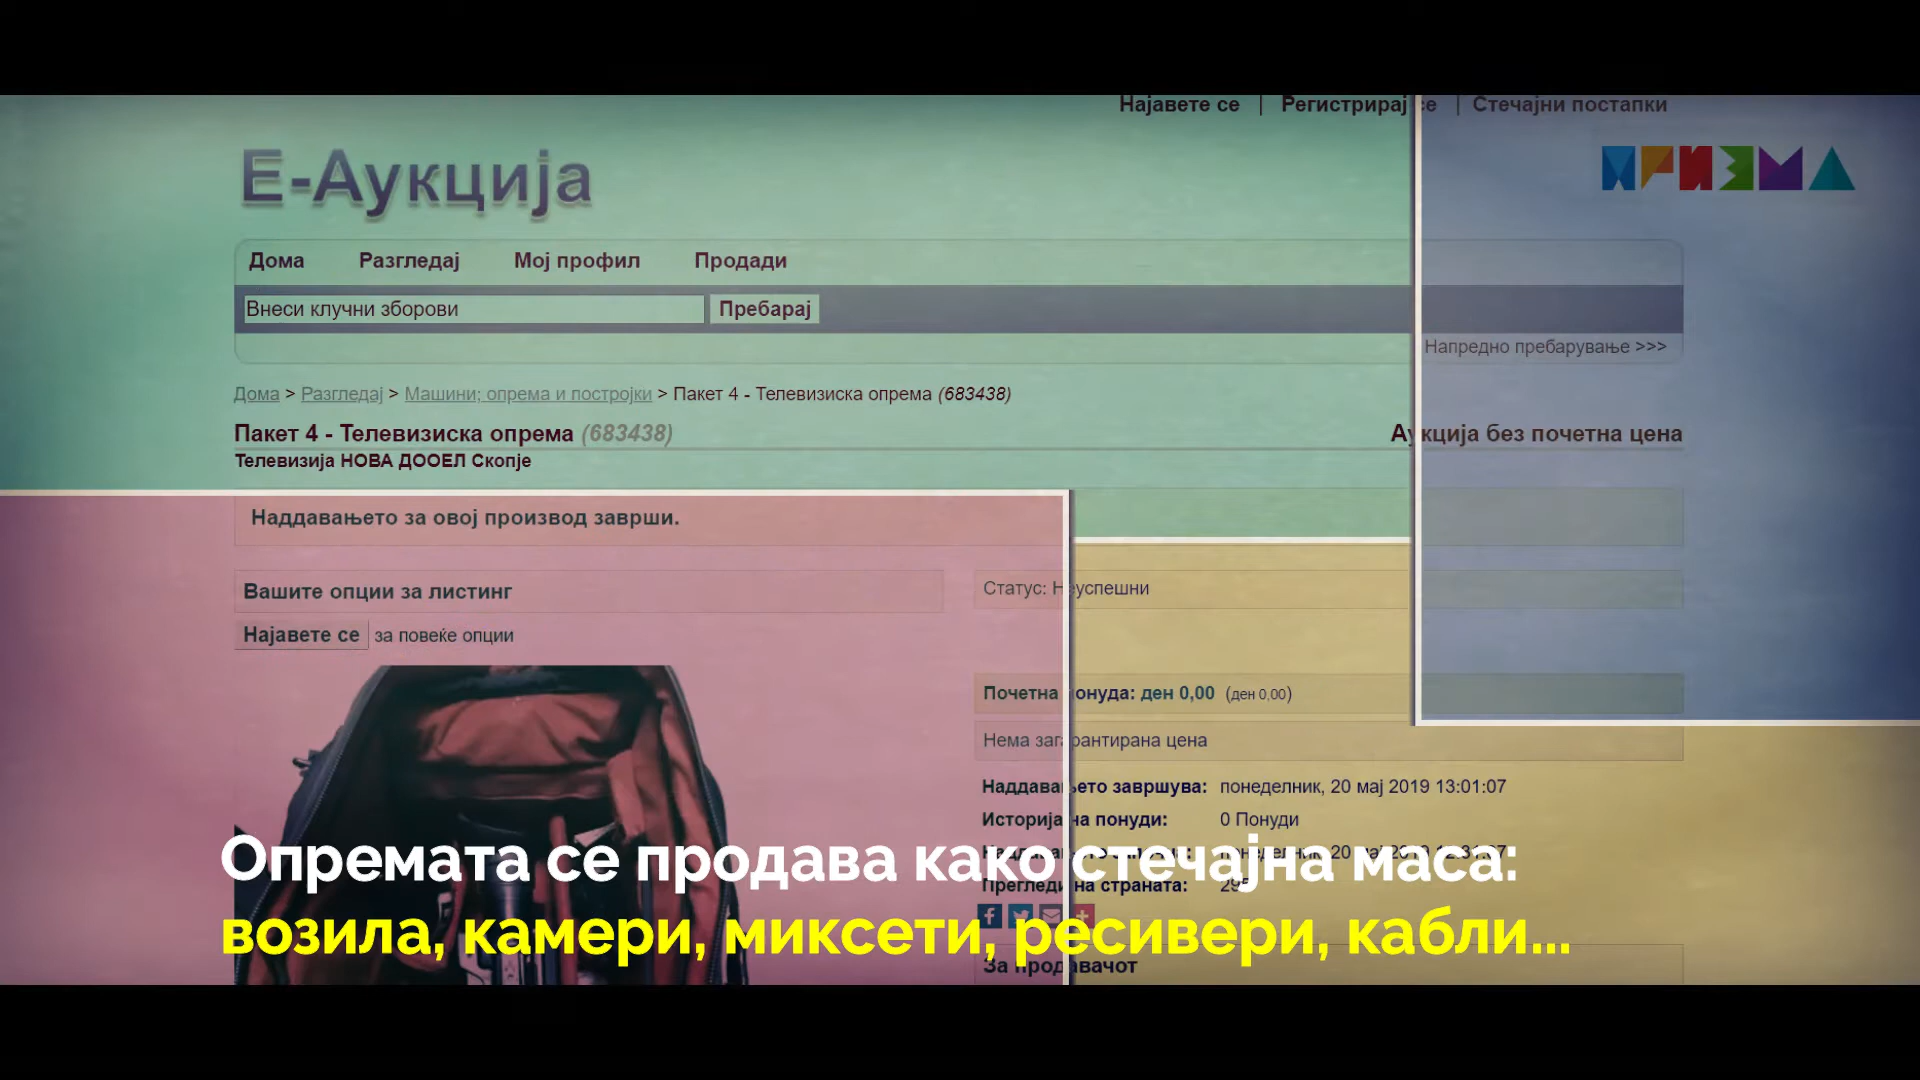 Најавете се | Регистрирај се | Стечајни постапки
Е-Аукција
ПРИЗМА
Дома Разгледај Мој профил Продади
Внеси клучни зборови Пребарај
Напредно пребарување >>>
Дома > Разгледај > Машини; опрема и постројки > Пакет 4 - Телевизиска опрема (683438)
Пакет 4 - Телевизиска опрема (683438) Аукција без почетна цена
Телевизија НОВА ДООЕЛ Скопје
Наддавањето за овој производ заврши.
Вашите опции за листинг
Статус: Неуспешни
Најавете се за повеќе опции
Почетна понуда: ден 0,00 (ден 0,00)
Нема загарантирана цена
Наддавањето завршува: понеделник, 20 мај 2019 13:01:07
Историја на понуди: 0 Понуди
Прегледи на страната:
За продавачот
Опремата се продава како стечајна маса:
возила, камери, миксети, ресивери, кабли...